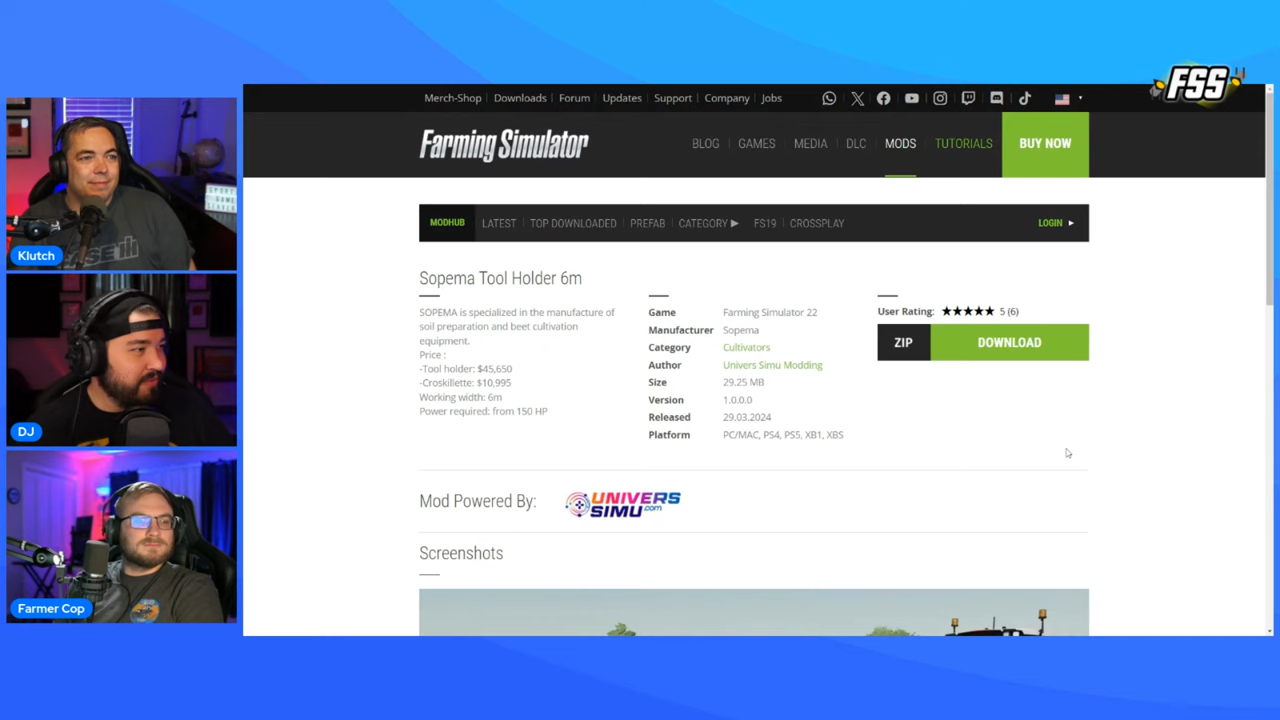 FSS
Merch-Shop Downloads Forum Updates Support Company Jobs
Farming Simulator BLOG GAMES MEDIA DLC MODS TUTORIALS BUY NOW
MODHUB LATEST TOP DOWNLOADED PREFAB CATEGORY FS19 CROSSPLAY LOGIN
Sopema Tool Holder 6m
SOPEMA is specialized in the manufacture of
soil preparation and beet cultivation
equipment.
Price :
-Tool holder: $45,650
-Croskillette: $10,995
Working width: 6m
Power required: from 150 HP
Game Farming Simulator 22
Manufacturer Sopema
Category Cultivators
Author Univers Simu Modding
Size 29.25 MB
Version 1.0.0.0
Released 29.03.2024
Platform PC/MAC, PS4, PS5, XB1, XBS
User Rating: 5 (6)
ZIP DOWNLOAD
Mod Powered By: UNIVERS SIMU.com
Screenshots
Klutch
DJ
Farmer Cop